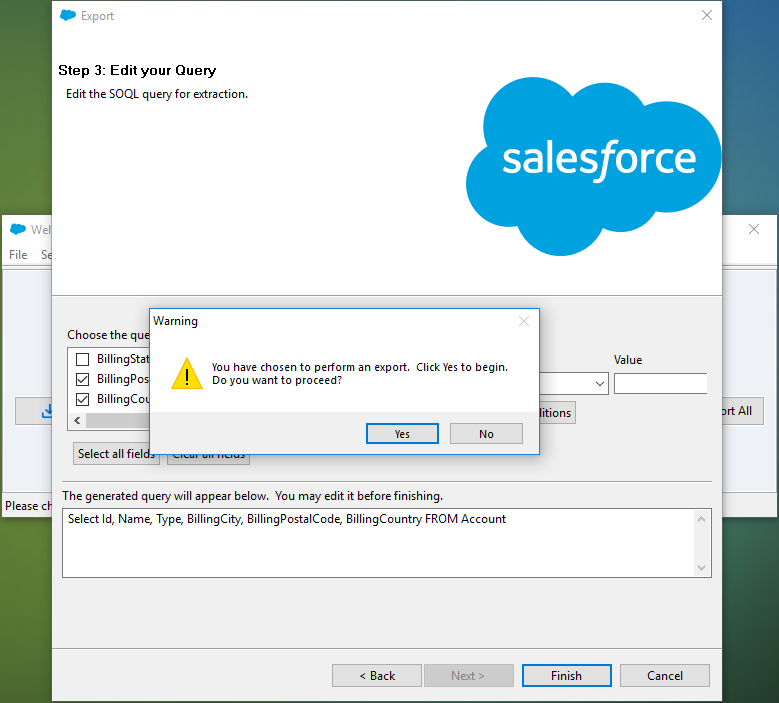 Export
Step 3: Edit your Query
Edit the SOQL query for extraction.
salesforce
Wel
File Se
Choose the que
Value
BillingStat
BillingPos
BillingCou
Warning
You have chosen to perform an export. Click Yes to begin.
Do you want to proceed?
Yes No
ditions
ort All
Select all fields Clear all fields
Please ch
The generated query will appear below. You may edit it before finishing.
Select Id, Name, Type, BillingCity, BillingPostalCode, BillingCountry FROM Account
< Back Next > Finish Cancel